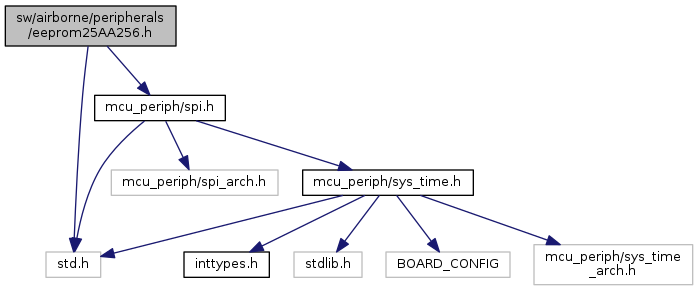 sw/airborne/peripherals
/eeprom25AA256.h
mcu_periph/spi.h
mcu_periph/spi_arch.h
mcu_periph/sys_time.h
std.h
inttypes.h
stdlib.h
BOARD_CONFIG
mcu_periph/sys_time
_arch.h